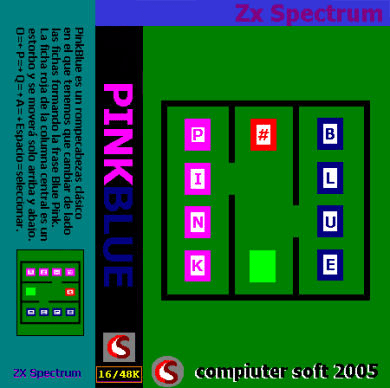 PinkBlue es un rompecabezas clásico
en el que tenemos que cambiar de lado
las fichas formando la frase Blue Pink.
La ficha roja de la columna central es un
estorbo y se moverá solo arriba y abajo.
O=+ P=+ Q=+ A=+Espacio=seleccionar.
ZX Spectrum
PINKBLUE
16/48K
Zx Spectrum
P # B
I L
N U
K E
compiuter soft 2005